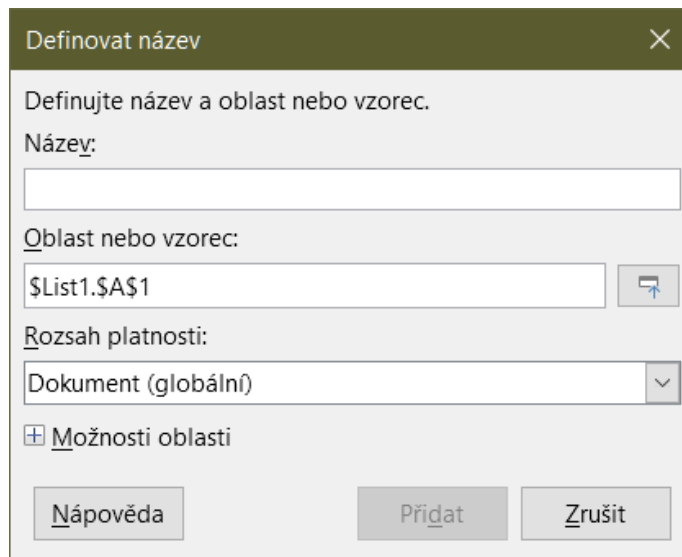 Definovat název
Definujte název a oblast nebo vzorec.
Název:
Oblast nebo vzorec:
$List1.$A$1
Rozsah platnosti:
Dokument (globální)
Možnosti oblasti
Nápověda Přidat Zrušit